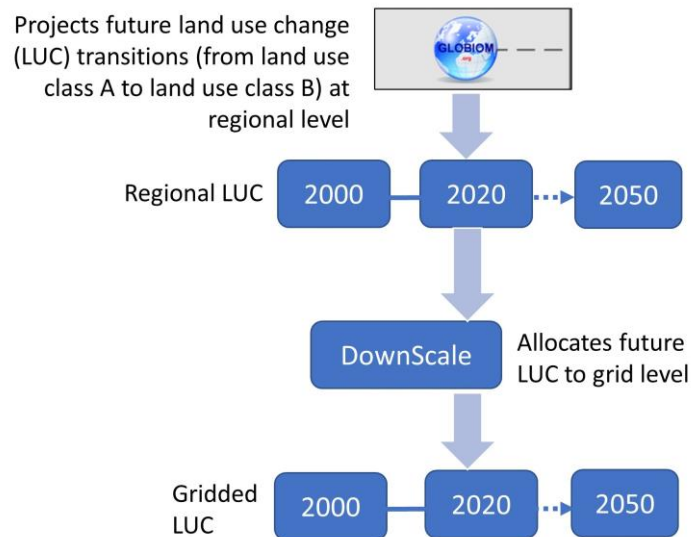 Projects future land use change
(LUC) transitions (from land use
class A to land use class B) at
regional level
GLOBIOM
.org
Regional LUC
2000
2020
2050
DownScale
Allocates future
LUC to grid level
Gridded
LUC
2000
2020
2050